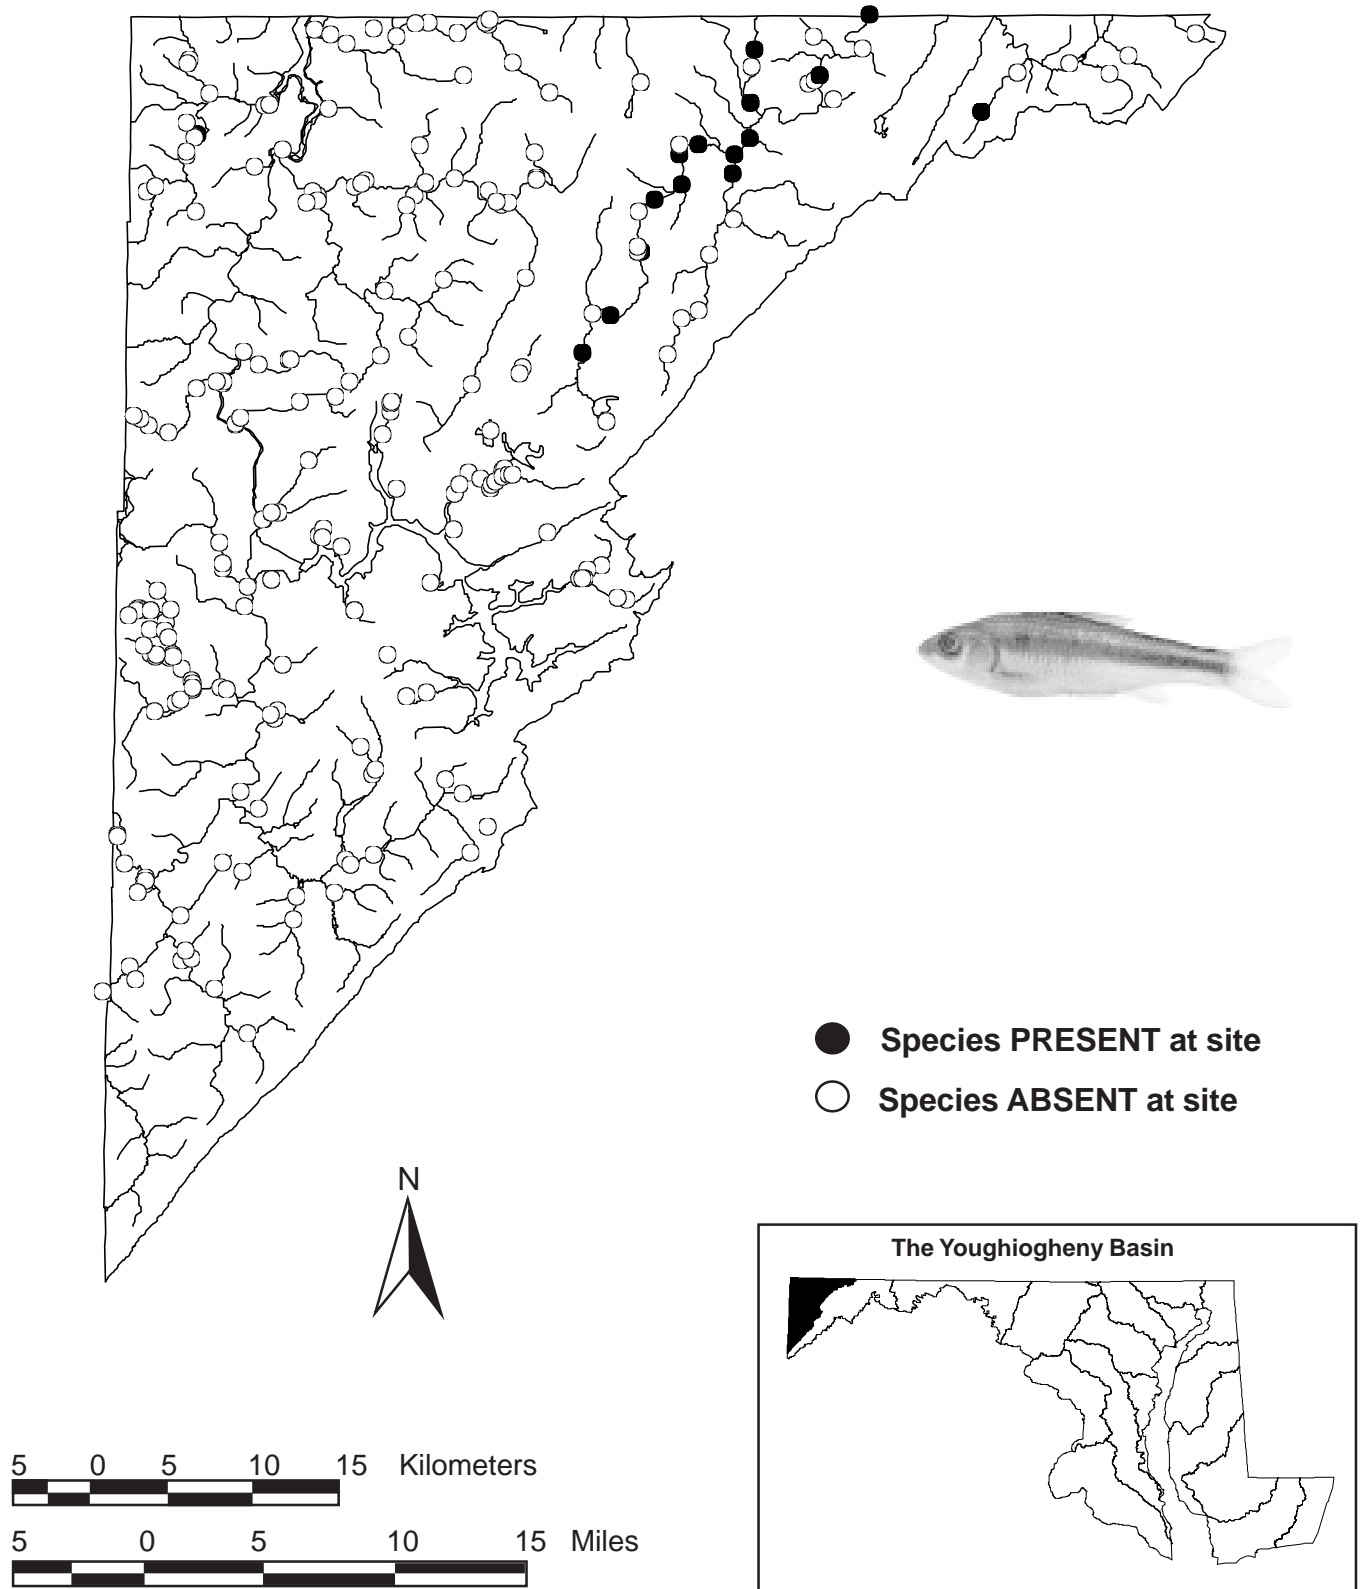 Species PRESENT at site
Species ABSENT at site
N
The Youghiogheny Basin
5 0 5 10 15 Kilometers
5 0 5 10 15 Miles